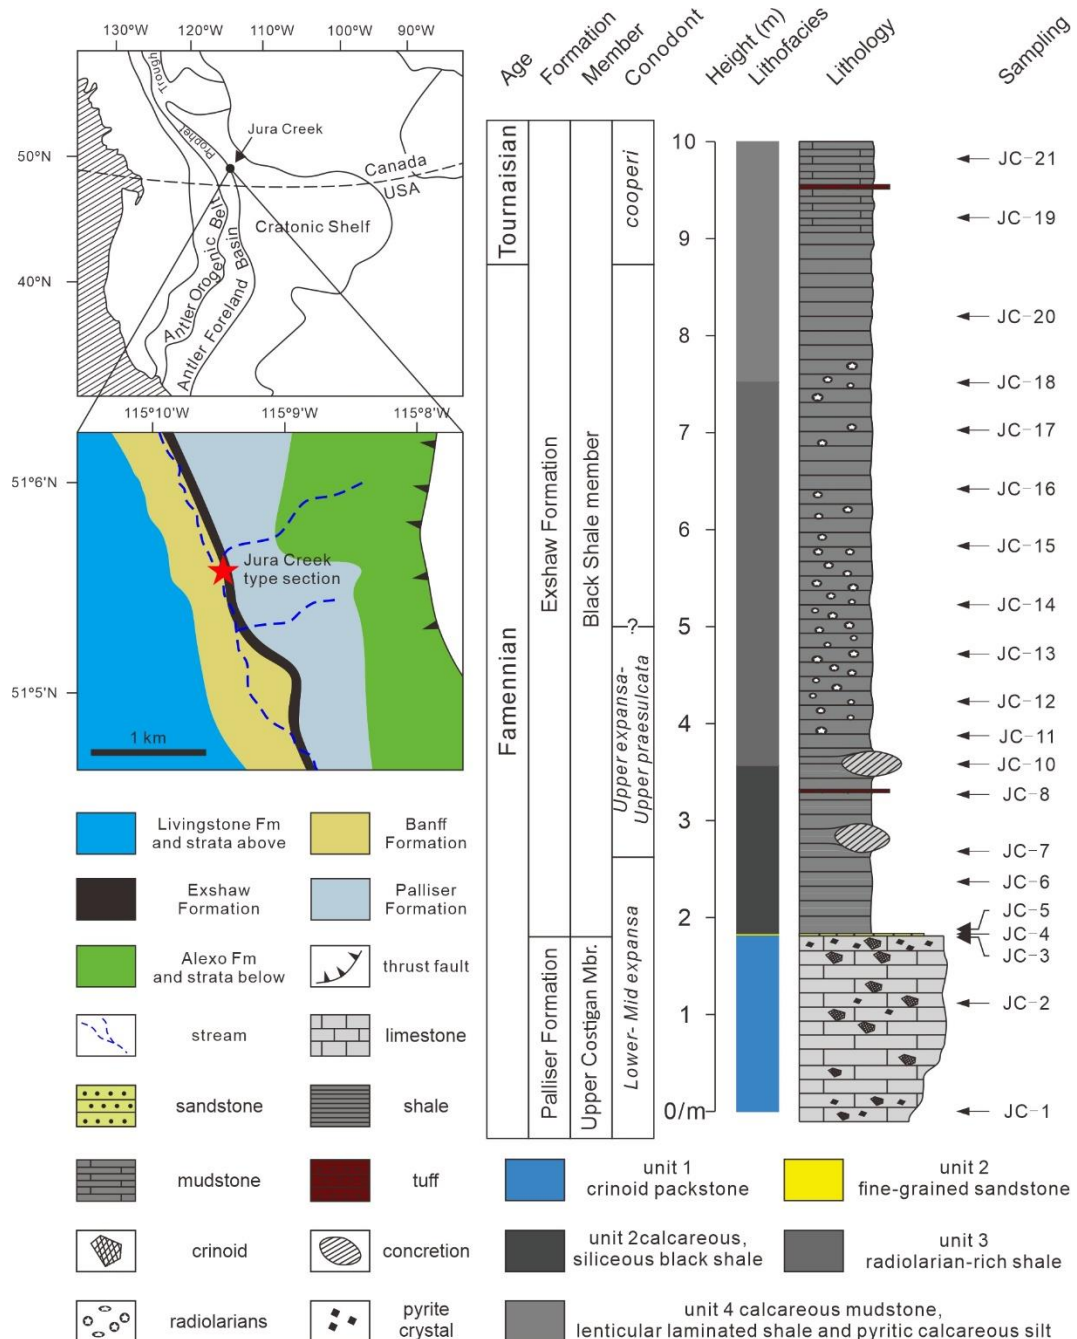 130°W 120°W 110°W 100°W 90°W
Trough
Prophet
Jura Creek
50°N
Canada
USA
Cratonic Shelf
40°N
Antler Orogenic Belt
Antler Foreland Basin
115°10'W 115°9'W 115°8'W
51°6'N
Jura Creek
type section
51°5'N
1 km
Livingstone Fm
and strata above
Banff
Formation
Exshaw
Formation
Palliser
Formation
Alexo Fm
and strata below
thrust fault
stream
limestone
sandstone
shale
mudstone
tuff
crinoid
concretion
radiolarians
pyrite
crystal
Age
Formation
Member
Conodont
Height (m)
Lithofacies
Lithology
Sampling
Tournaisian
Famennian
Exshaw Formation
Palliser Formation
Black Shale member
Upper Costigan Mbr.
cooperi
?
Upper expansa-
Upper praesulcata
Lower- Mid expansa
10
9
8
7
6
5
4
3
2
1
0/m
JC-21
JC-19
JC-20
JC-18
JC-17
JC-16
JC-15
JC-14
JC-13
JC-12
JC-11
JC-10
JC-8
JC-7
JC-6
JC-5
JC-4
JC-3
JC-2
JC-1
unit 1
crinoid packstone
unit 2
fine-grained sandstone
unit 2calcareous,
siliceous black shale
unit 3
radiolarian-rich shale
unit 4 calcareous mudstone,
lenticular laminated shale and pyritic calcareous silt